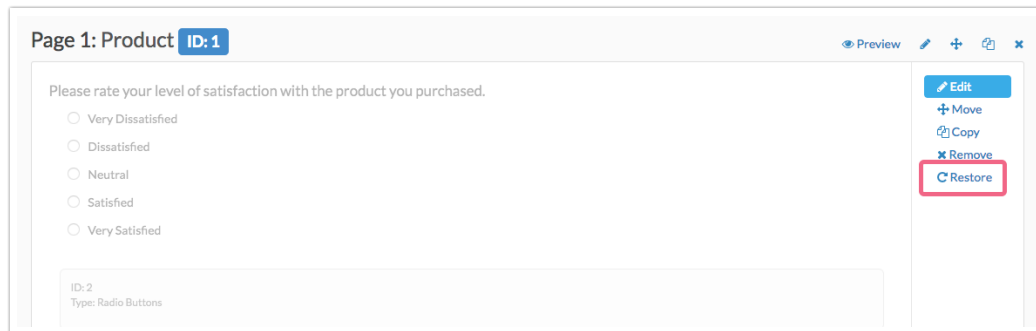 Page 1: Product ID: 1
Preview
Please rate your level of satisfaction with the product you purchased.
Very Dissatisfied
Dissatisfied
Neutral
Satisfied
Very Satisfied
ID: 2
Type: Radio Buttons
Edit
Move
Copy
Remove
Restore